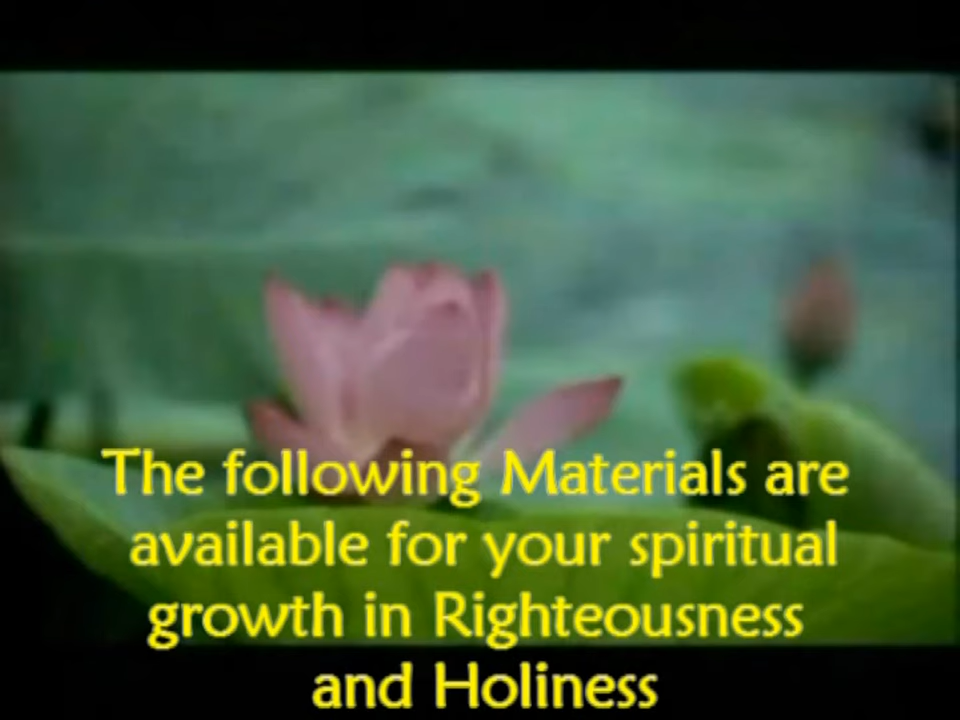 The following Materials are
available for your spiritual
growth in Righteousness
and Holiness